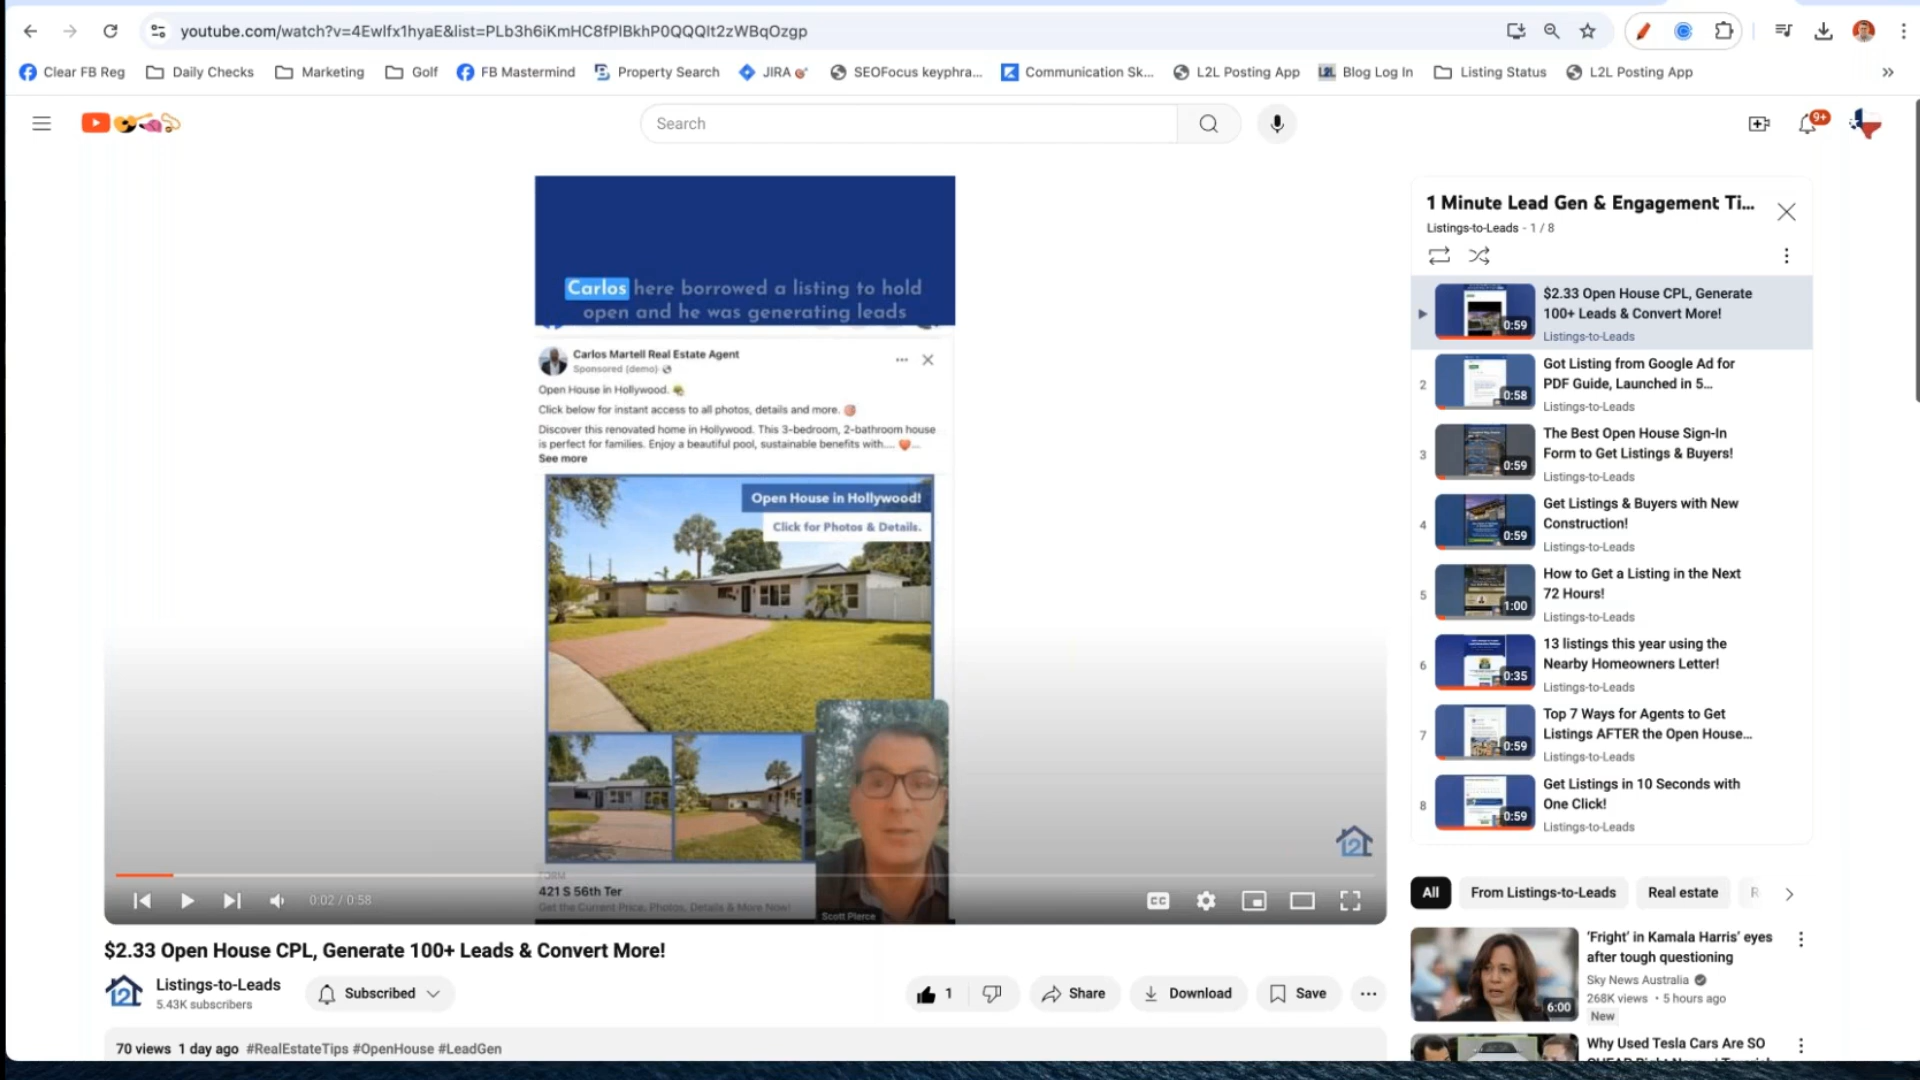 youtube.com/watch?v=4Ewlfx1hyaE&list=PLb3h6iKmHC8fPlBkhP0QQQlt2zWBqOzgp
Clear FB Reg
Daily Checks
Marketing
Golf
FB Mastermind
Property Search
JIRA
SEOFocus keyphra...
Communication Sk...
L2L Posting App
Blog Log In
Listing Status
L2L Posting App
Search
9+
Carlos here borrowed a listing to hold
open and he was generating leads
Carlos Martell Real Estate Agent
Sponsored (demo)
Open House in Hollywood.
Click below for instant access to all photos, details and more.
Discover this renovated home in Hollywood. This 3-bedroom, 2-bathroom house
is perfect for families. Enjoy a beautiful pool, sustainable benefits with....
See more
Open House in Hollywood!
Click for Photos & Details.
FORM
421 S 56th Ter
Get the Current Price, Photos, Details & More Now!
Scott Pierce
0:02 / 0:58
CC
$2.33 Open House CPL, Generate 100+ Leads & Convert More!
Listings-to-Leads
5.43K subscribers
Subscribed
1
Share
Download
Save
70 views 1 day ago #RealEstateTips #OpenHouse #LeadGen
1 Minute Lead Gen & Engagement Ti...
Listings-to-Leads - 1 / 8
$2.33 Open House CPL, Generate
100+ Leads & Convert More!
Listings-to-Leads
0:59
2
Got Listing from Google Ad for
PDF Guide, Launched in 5...
Listings-to-Leads
0:58
3
The Best Open House Sign-In
Form to Get Listings & Buyers!
Listings-to-Leads
0:59
4
Get Listings & Buyers with New
Construction!
Listings-to-Leads
0:59
5
How to Get a Listing in the Next
72 Hours!
Listings-to-Leads
1:00
6
13 listings this year using the
Nearby Homeowners Letter!
Listings-to-Leads
0:35
7
Top 7 Ways for Agents to Get
Listings AFTER the Open House...
Listings-to-Leads
0:59
8
Get Listings in 10 Seconds with
One Click!
Listings-to-Leads
0:59
All
From Listings-to-Leads
Real estate
'Fright' in Kamala Harris' eyes
after tough questioning
Sky News Australia
268K views • 5 hours ago
New
6:00
Why Used Tesla Cars Are SO